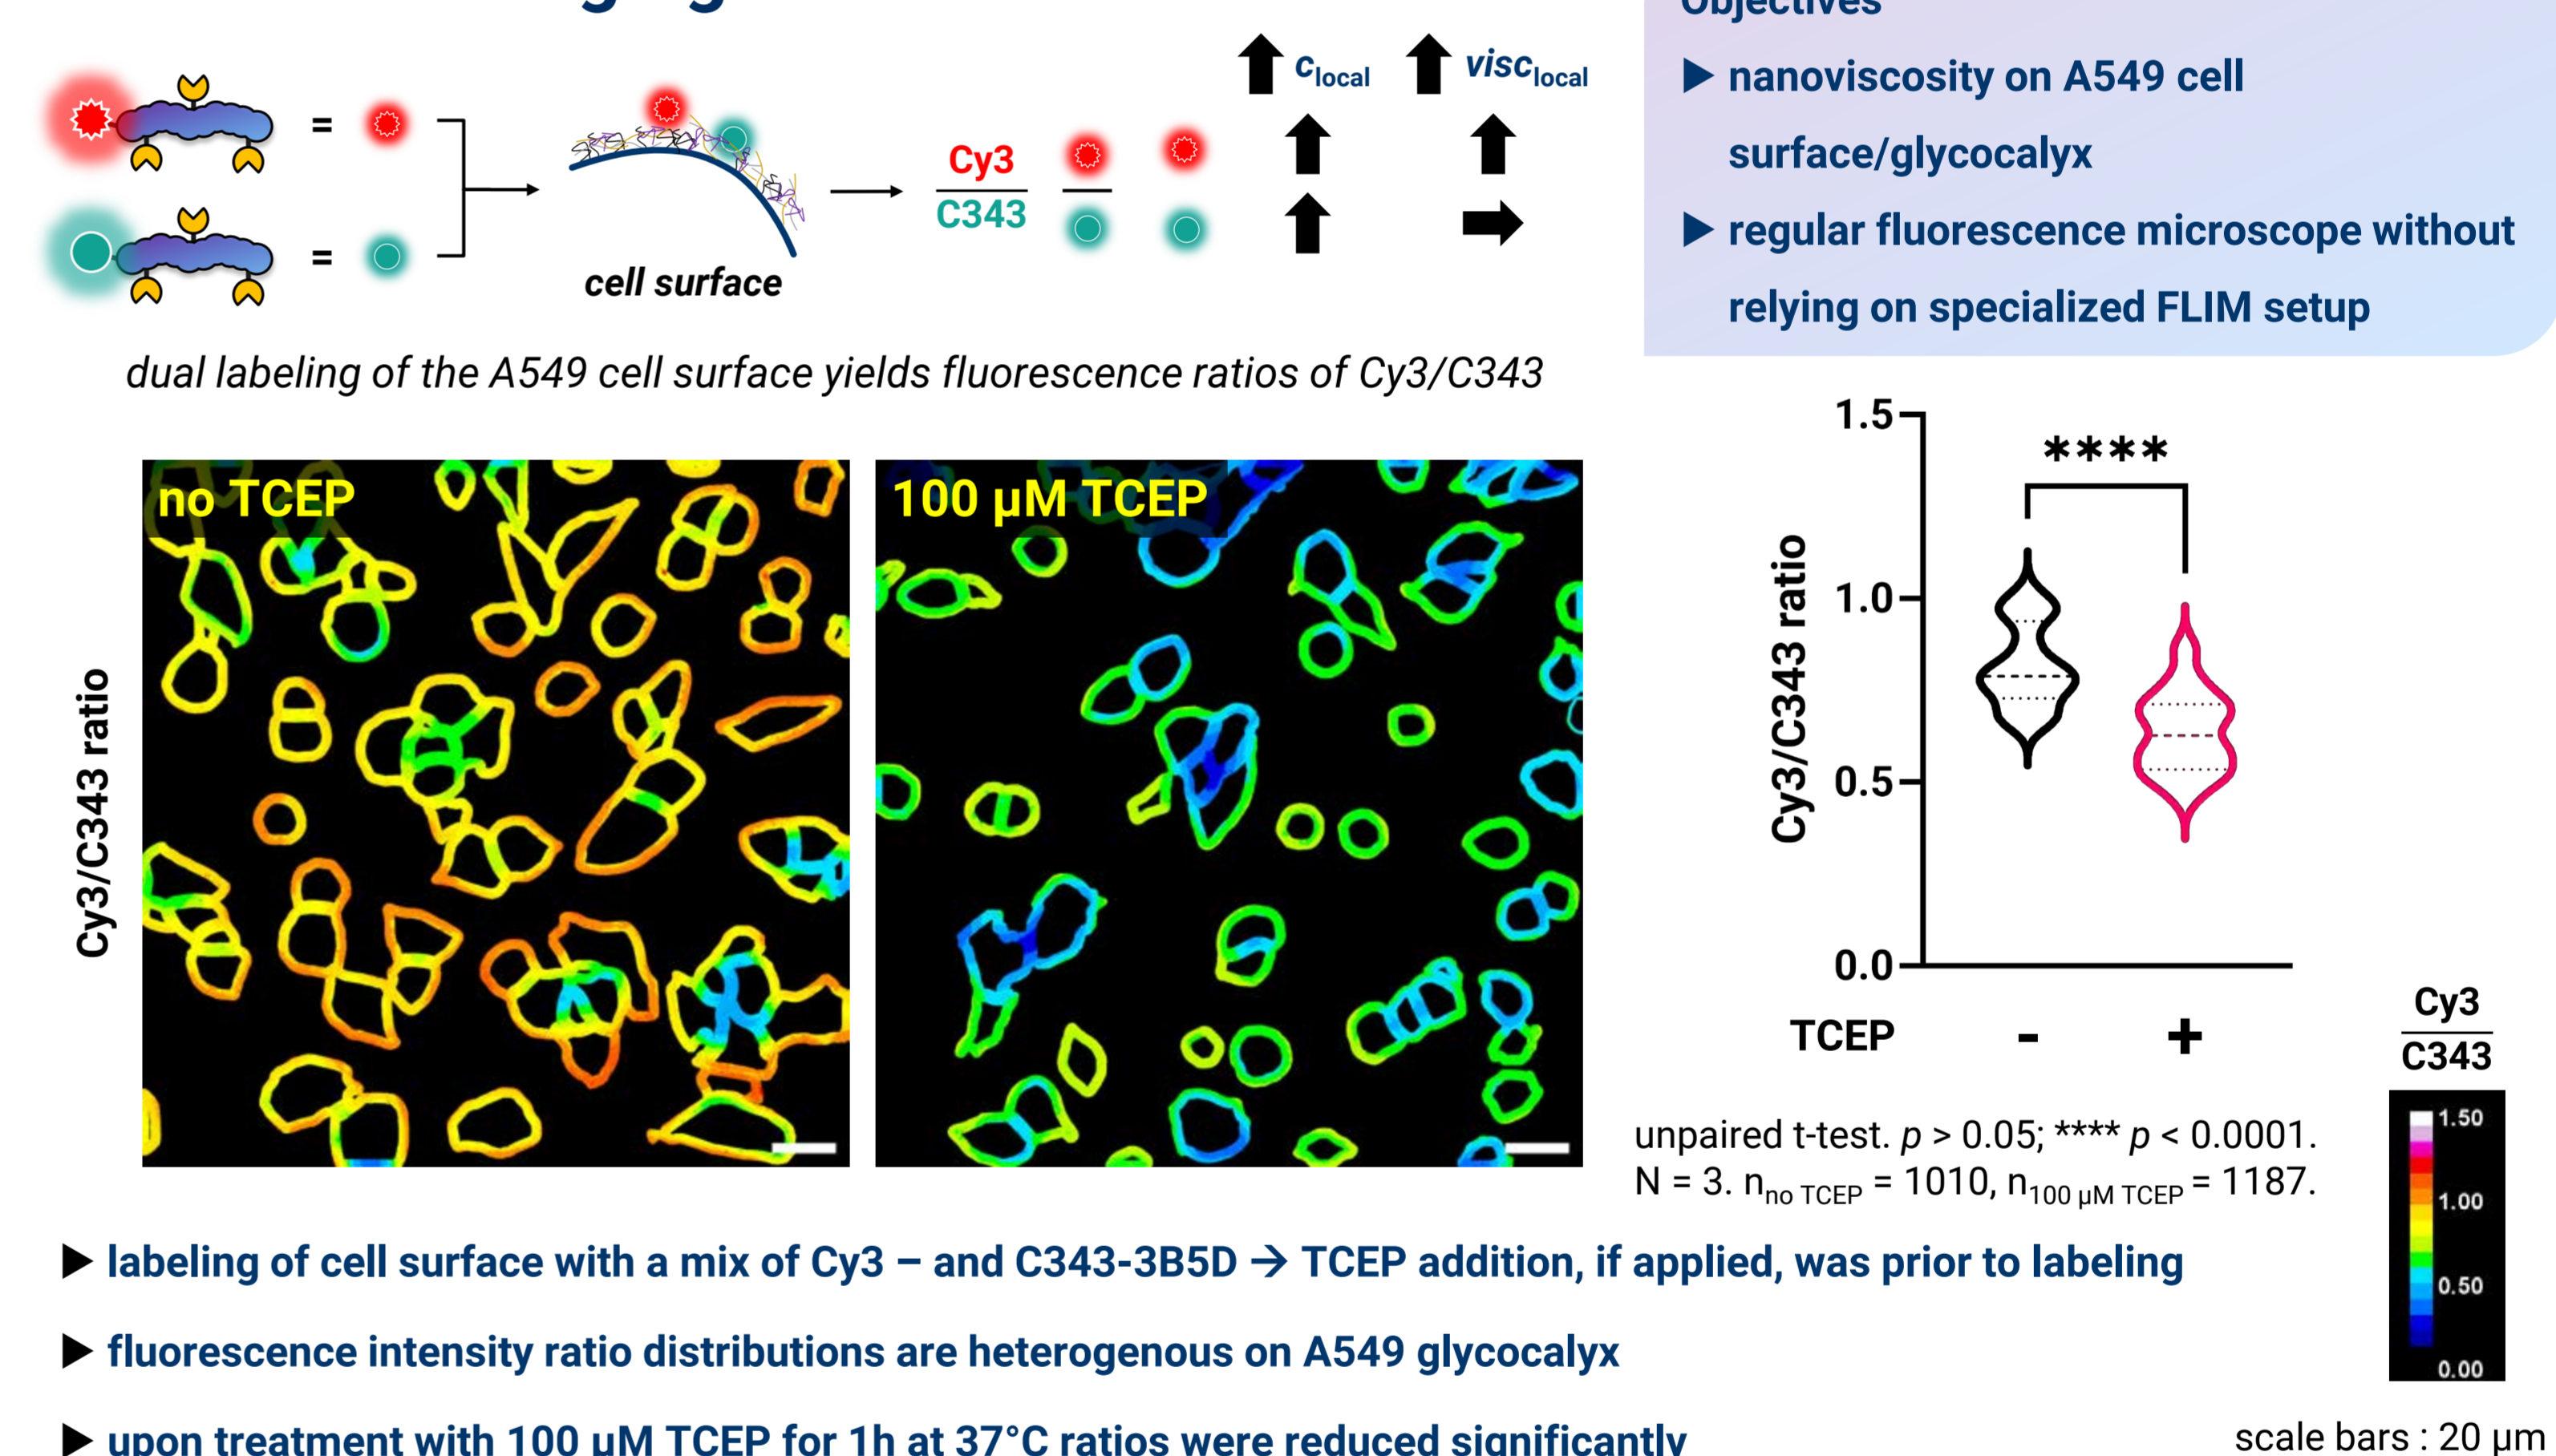 Objectives
▶ nanoviscosity on A549 cell
surface/glycocalyx
▶ regular fluorescence microscope without
relying on specialized FLIM setup
c local
visc local
=
=
Cy3
C343
cell surface
dual labeling of the A549 cell surface yields fluorescence ratios of Cy3/C343
Cy3/C343 ratio
no TCEP
100 µM TCEP
Cy3/C343 ratio
1.5
1.0
0.5
0.0
****
TCEP - +
unpaired t-test. p > 0.05; **** p < 0.0001.
N = 3. n no TCEP = 1010, n 100 µM TCEP = 1187.
Cy3
C343
1.50
1.00
0.50
0.00
▶ labeling of cell surface with a mix of Cy3 – and C343-3B5D → TCEP addition, if applied, was prior to labeling
▶ fluorescence intensity ratio distributions are heterogenous on A549 glycocalyx
▶ upon treatment with 100 µM TCEP for 1h at 37°C ratios were reduced significantly
scale bars : 20 µm